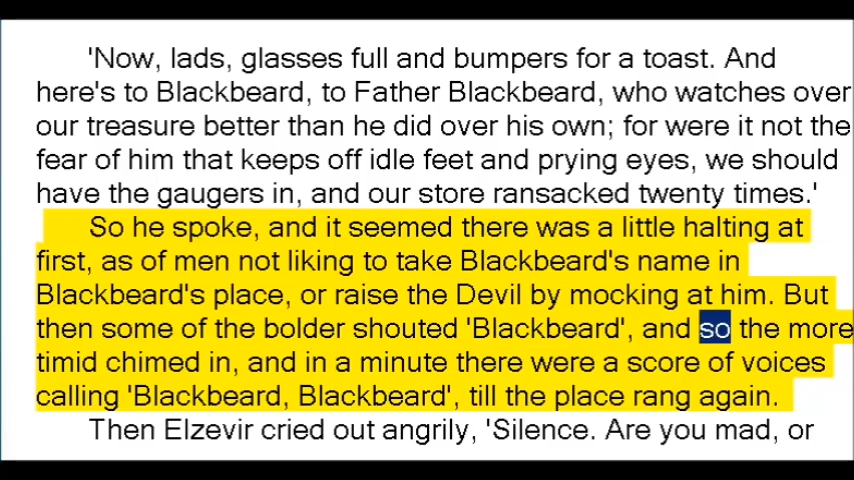 'Now, lads, glasses full and bumpers for a toast. And
here's to Blackbeard, to Father Blackbeard, who watches over
our treasure better than he did over his own; for were it not the
fear of him that keeps off idle feet and prying eyes, we should
have the gaugers in, and our store ransacked twenty times.'
So he spoke, and it seemed there was a little halting at
first, as of men not liking to take Blackbeard's name in
Blackbeard's place, or raise the Devil by mocking at him. But
then some of the bolder shouted 'Blackbeard', and so the more
timid chimed in, and in a minute there were a score of voices
calling 'Blackbeard, Blackbeard', till the place rang again.
Then Elzevir cried out angrily, 'Silence. Are you mad, or